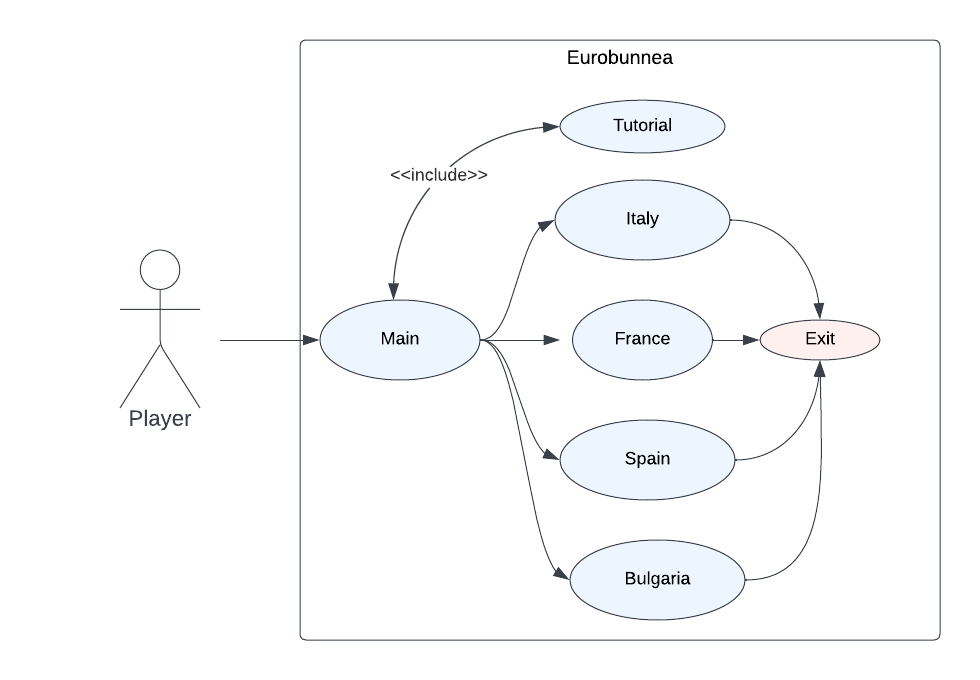 Eurobunnea
Tutorial
<<include>>
Italy
Main
France
Exit
Player
Spain
Bulgaria